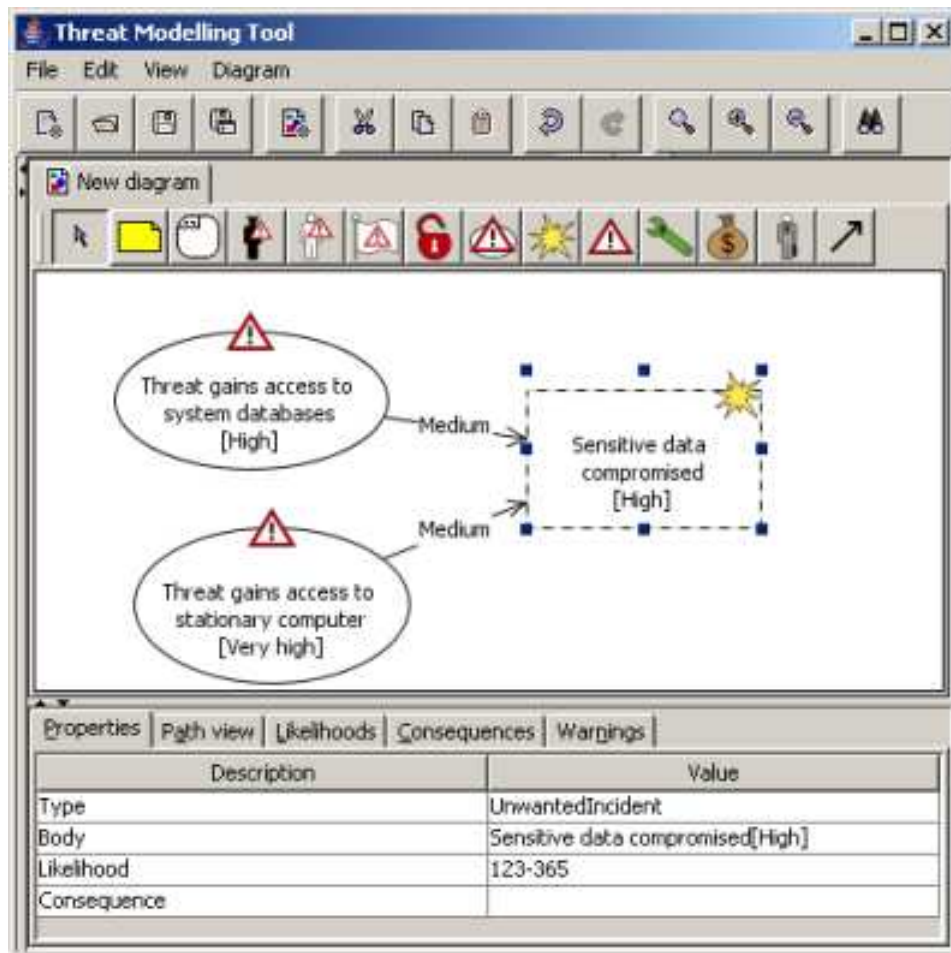 Threat Modelling Tool
File Edit View Diagram
New diagram
Threat gains access to
system databases
[High]
Medium
Sensitive data
compromised
[High]
Medium
Threat gains access to
stationary computer
[Very high]
Properties Path view Likelihoods Consequences Warnings
Description Value
Type UnwantedIncident
Body Sensitive data compromised[High]
Likelihood 123-365
Consequence